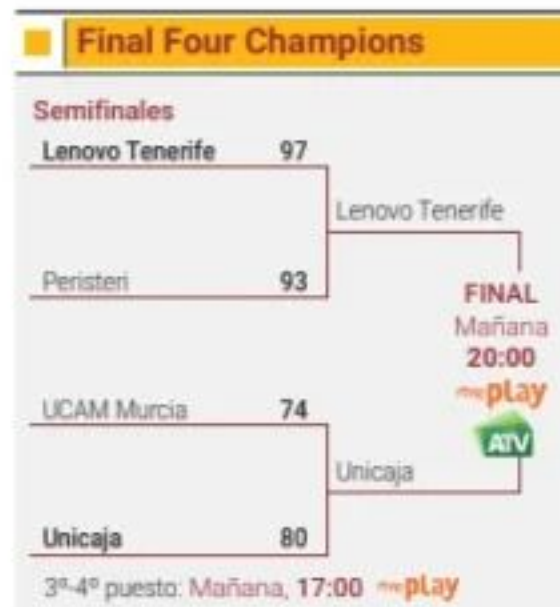 Final Four Champions
Semifinales
Lenovo Tenerife 97
Lenovo Tenerife
Peristeri 93
FINAL
Mañana
20:00
play
ATV
UCAM Murcia 74
Unicaja
Unicaja 80
3º-4º puesto: Mañana, 17:00 play